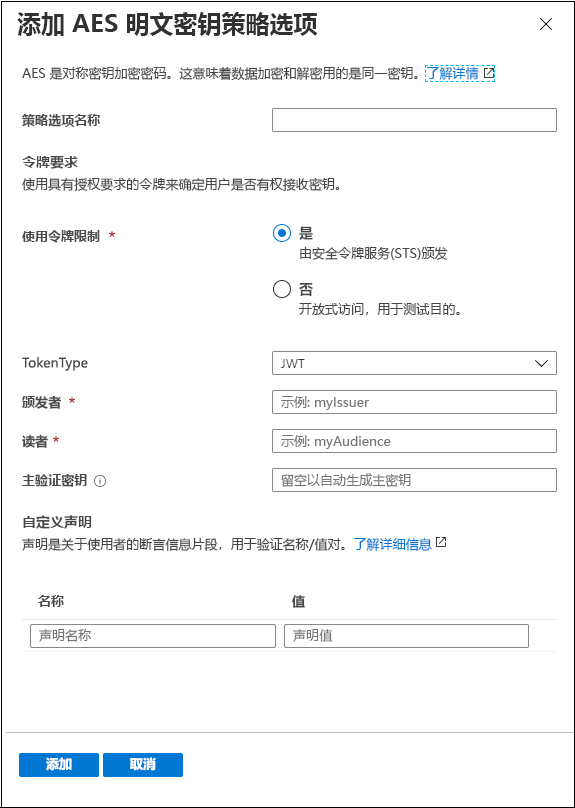 添加 AES 明文密钥策略选项
AES 是对称密钥加密密码。这意味着数据加密和解密用的是同一密钥。了解详情
策略选项名称
令牌要求
使用具有授权要求的令牌来确定用户是否有权接收密钥。
使用令牌限制 *
是
由安全令牌服务(STS)颁发
否
开放式访问，用于测试目的。
TokenType
JWT
颁发者 *
示例: myIssuer
读者 *
示例: myAudience
主验证密钥
留空以自动生成主密钥
自定义声明
声明是关于使用者的断言信息片段，用于验证名称/值对。了解详细信息
名称 值
声明名称 声明值
添加 取消